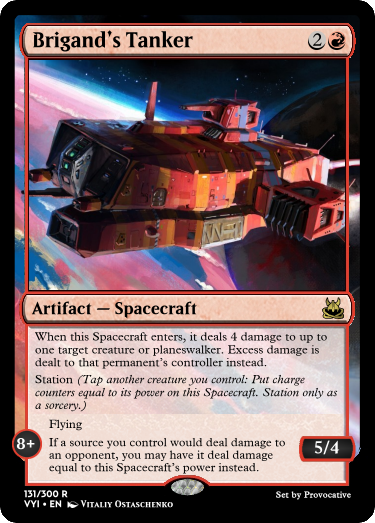 Brigand's Tanker 2
Artifact — Spacecraft
When this Spacecraft enters, it deals 4 damage to up to
one target creature or planeswalker. Excess damage is
dealt to that permanent's controller instead.
Station (Tap another creature you control: Put charge
counters equal to its power on this Spacecraft. Station only as
a sorcery.)
Flying
8+
If a source you control would deal damage to
an opponent, you may have it deal damage
equal to this Spacecraft's power instead.
5/4
131/300 R
VYI • EN Vitaliy Ostaschenko
Set by Provocative